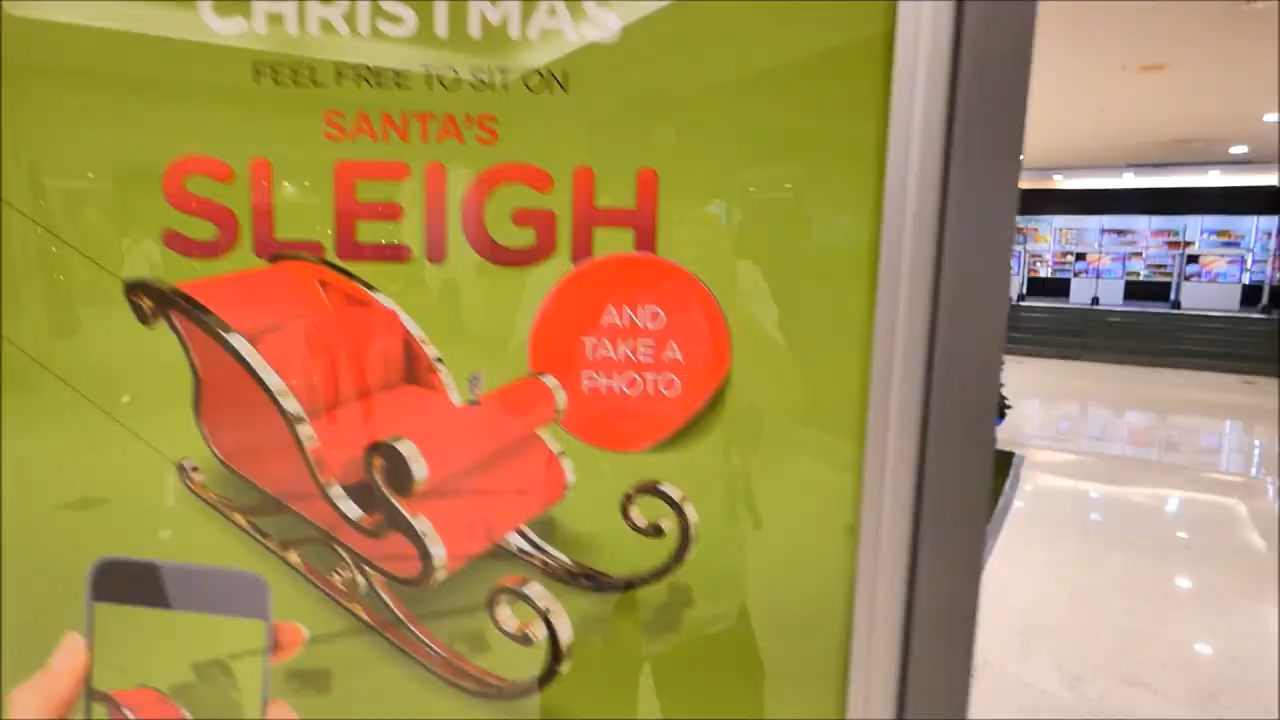 CHRISTMAS
FEEL FREE TO SIT ON
SANTA'S
SLEIGH
AND
TAKE A
PHOTO